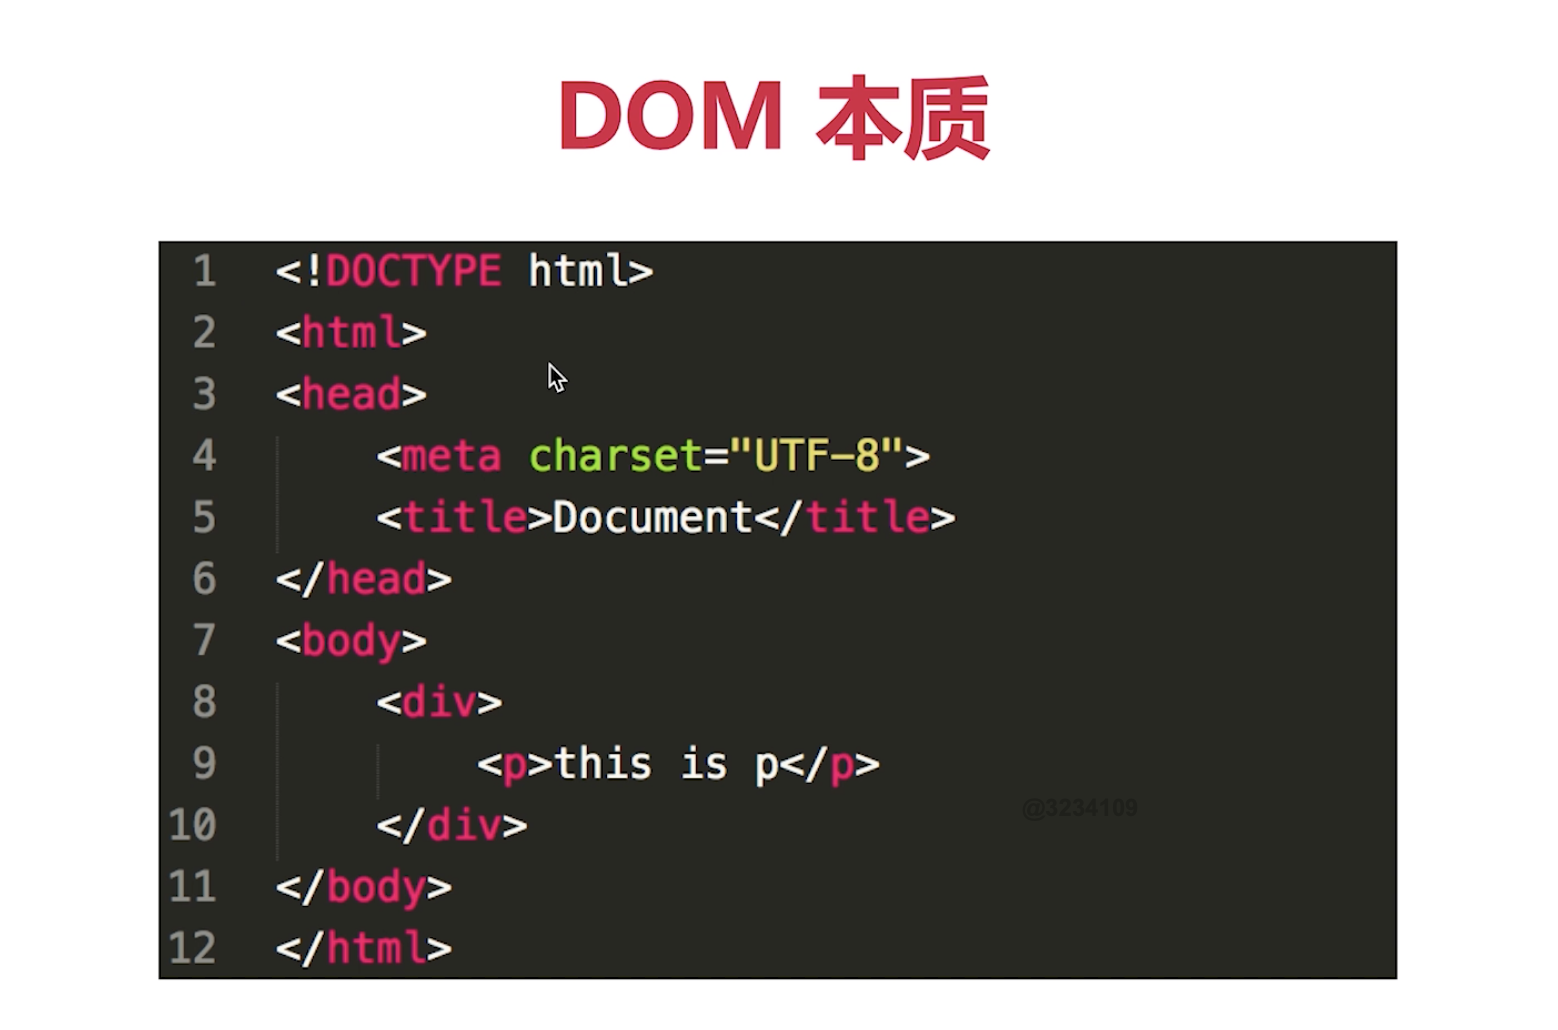 DOM 本质
1 <!DOCTYPE html>
2 <html>
3 <head>
4     <meta charset="UTF-8">
5     <title>Document</title>
6 </head>
7 <body>
8     <div>
9         <p>this is p</p>
@3234109
10     </div>
11 </body>
12 </html>